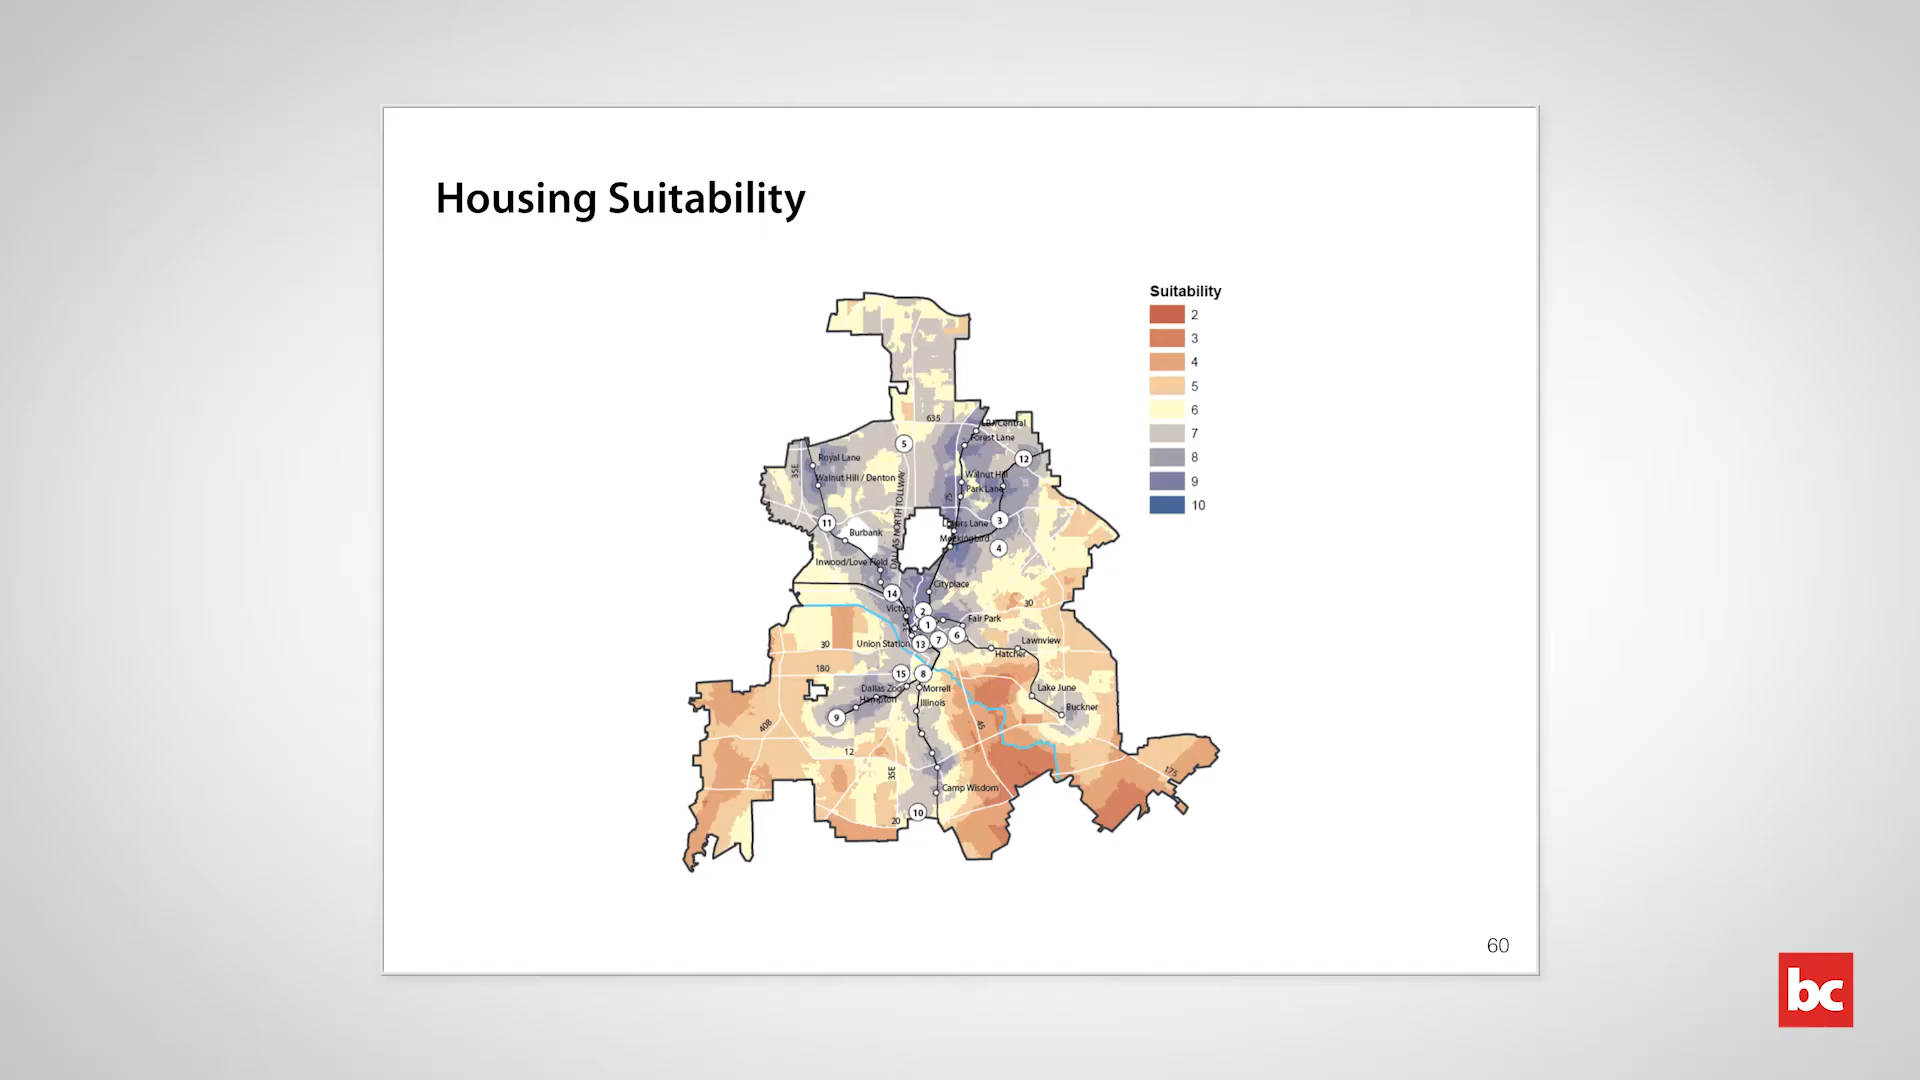 Housing Suitability
Suitability
2
3
4
5
6
7
8
9
10
635
LBJ/Central
Forest Lane
5
12
Royal Lane
35E
Walnut Hill / Denton
Walnut Hill
Park Lane
75
DALLAS NORTH TOLLWAY
11
3
Lovers Lane
Burbank
Mockingbird
4
Inwood/Love Field
Cityplace
14
30
Victory
2
Fair Park
1
35E
6
7
Lawnview
30
Union Station
13
Hatcher
180
15
8
Dallas Zoo
Morrell
Lake June
Hampton
Illinois
Buckner
9
408
45
12
35E
175
Camp Wisdom
10
20
60
bc